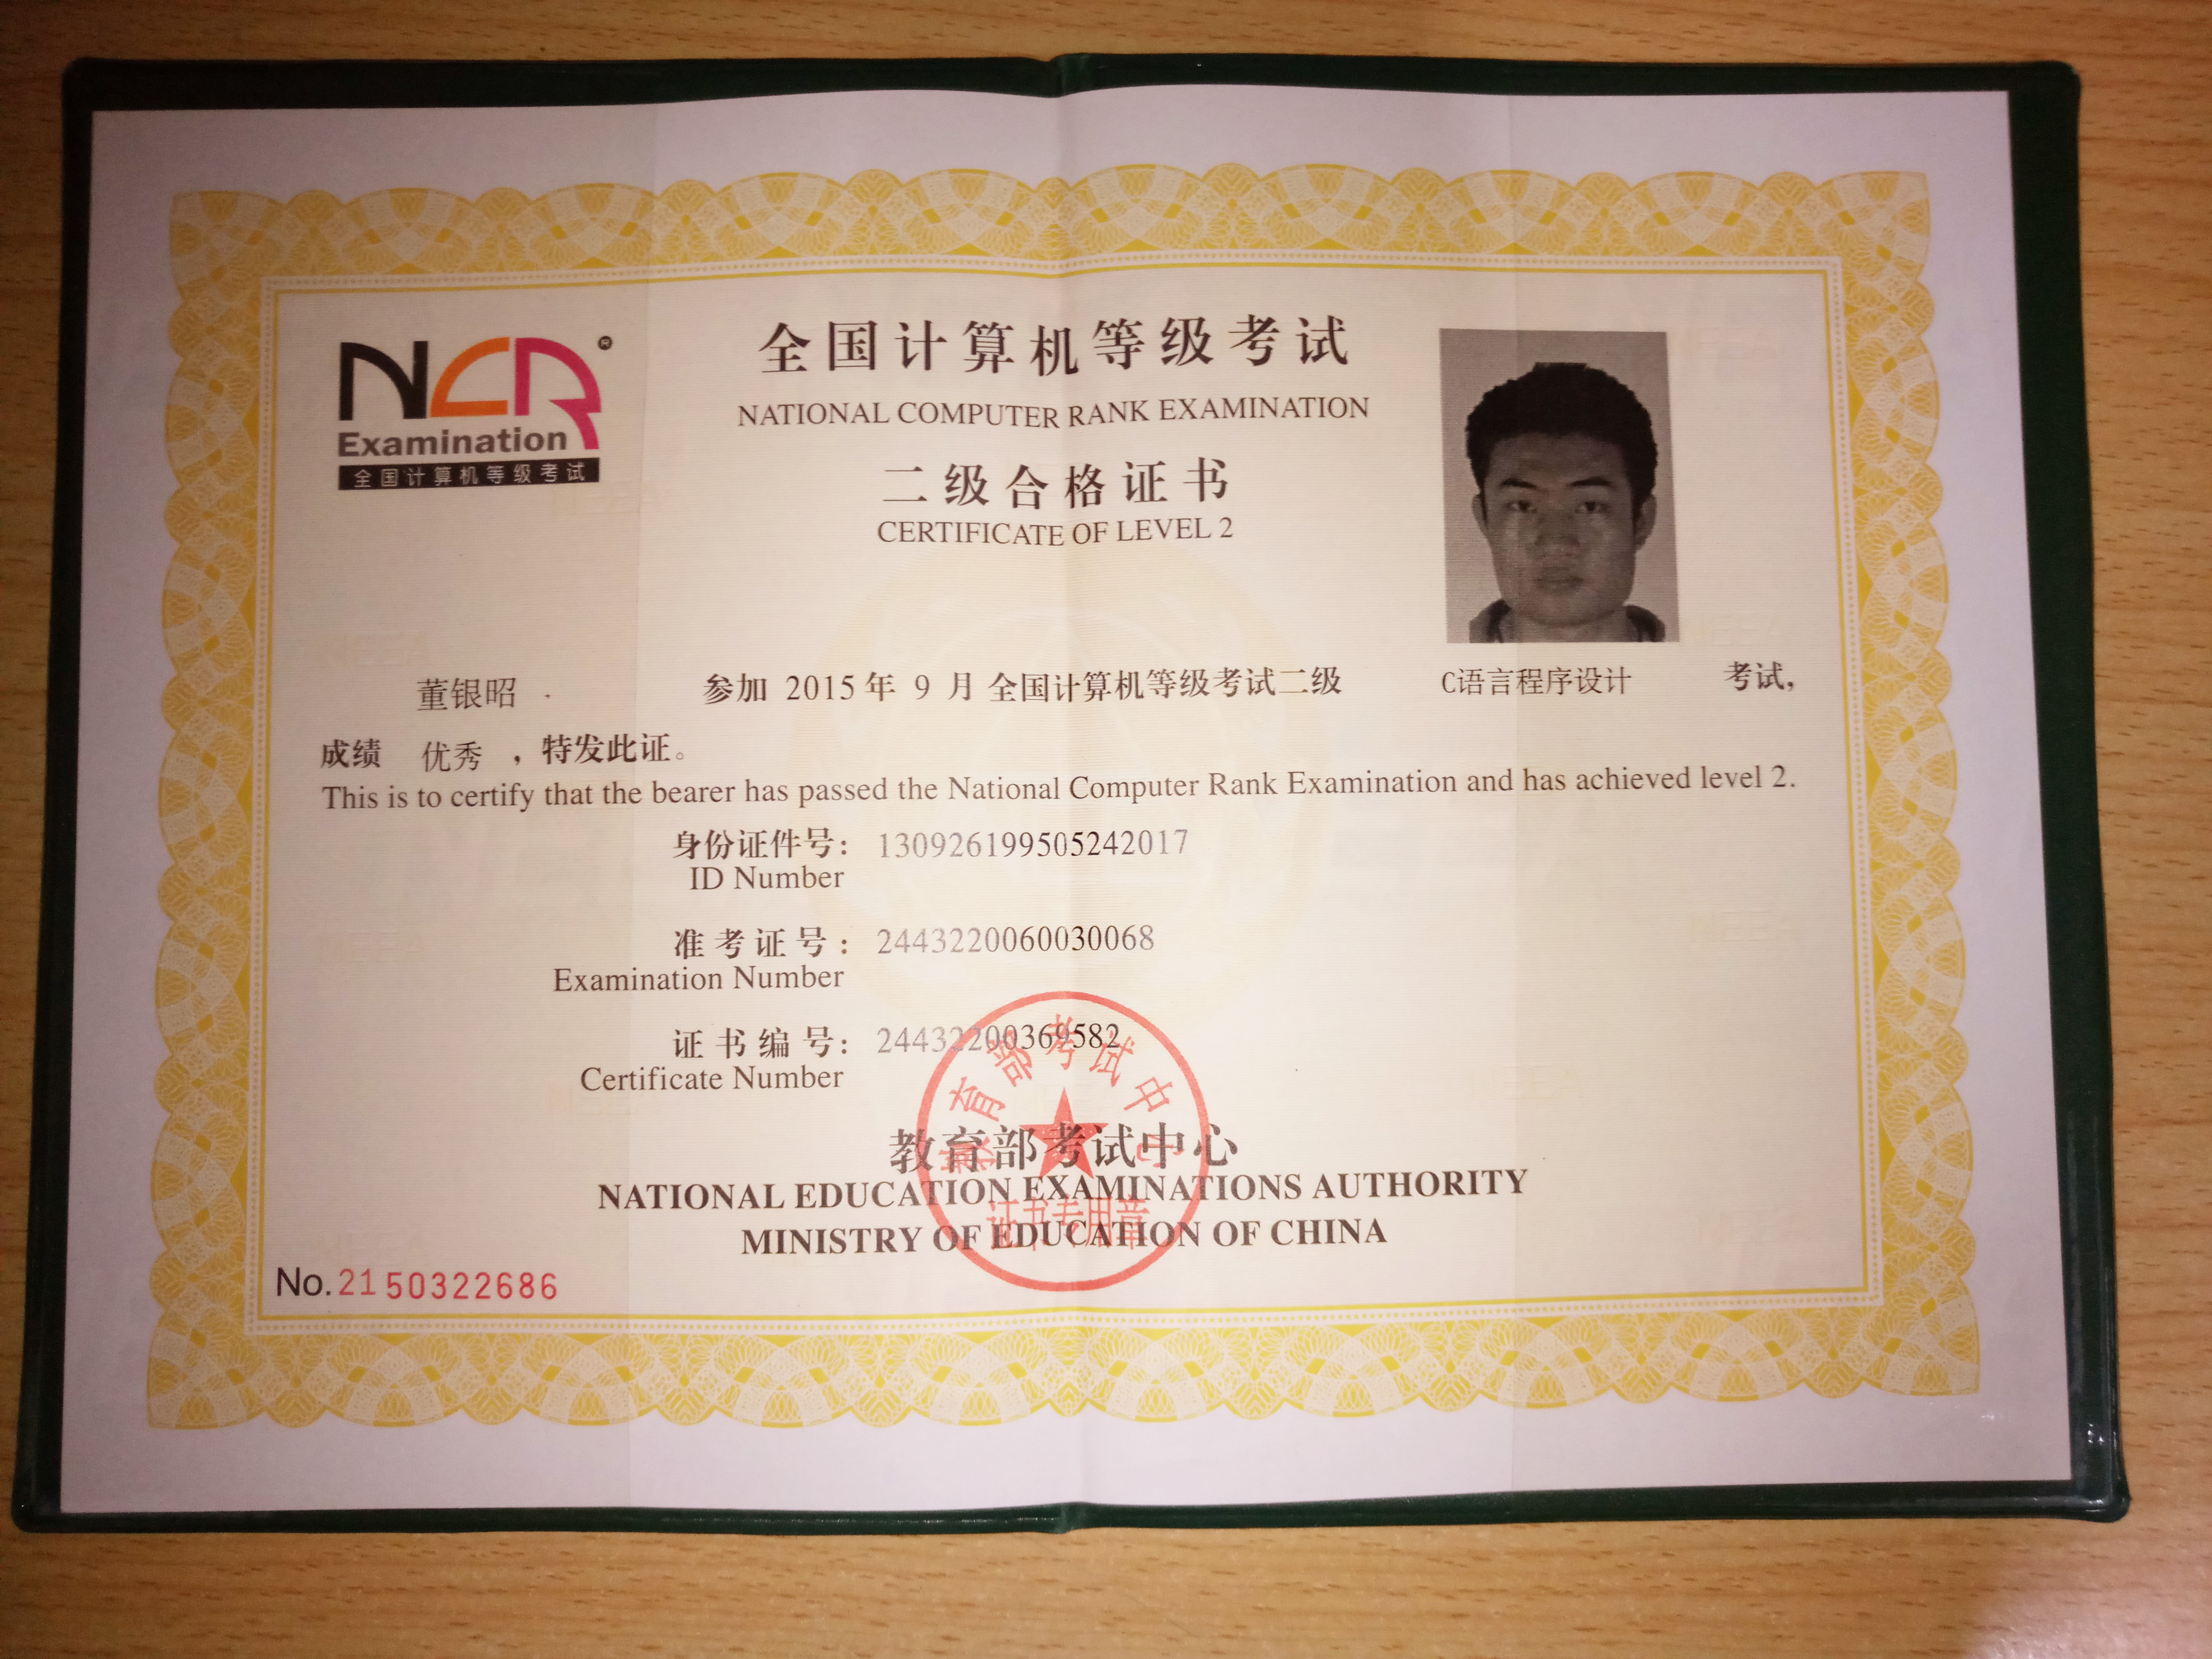 NCR®
Examination
全国计算机等级考试
全国计算机等级考试
NATIONAL COMPUTER RANK EXAMINATION
二级合格证书
CERTIFICATE OF LEVEL 2
董银昭 参加 2015年 9 月 全国计算机等级考试二级 C语言程序设计 考试,
成绩 优秀 ,特发此证。
This is to certify that the bearer has passed the National Computer Rank Examination and has achieved level 2.
身份证件号: 130926199505242017
ID Number
准考证号: 2443220060030068
Examination Number
证书编号: 24432200369582
Certificate Number
教育部考试中心
教育部考试中心
NATIONAL EDUCATION EXAMINATIONS AUTHORITY
证书专用章
MINISTRY OF EDUCATION OF CHINA
No.2150322686